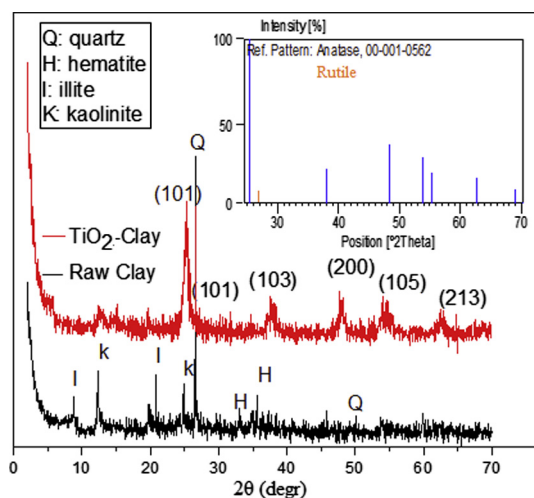 Q: quartz
H: hematite
I: illite
K: kaolinite
Intensity [%]
Ref. Pattern: Anatase, 00-001-0562
Rutile
100
50
0
30 40 50 60 70
Position [°2Theta]
Q
(101)
(101)
(103)
(200)
(105)
(213)
TiO2-Clay
Raw Clay
I
k
I
k
H
H
Q
0 10 20 30 40 50 60 70
2θ (degr)